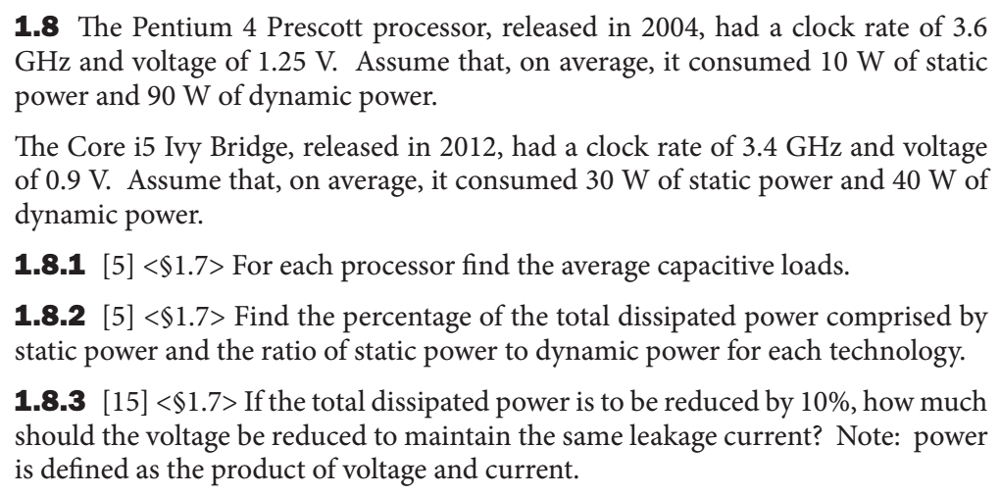 1.8 The Pentium 4 Prescott processor, released in 2004, had a clock rate of 3.6
GHz and voltage of 1.25 V. Assume that, on average, it consumed 10 W of static
power and 90 W of dynamic power.
The Core i5 Ivy Bridge, released in 2012, had a clock rate of 3.4 GHz and voltage
of 0.9 V. Assume that, on average, it consumed 30 W of static power and 40 W of
dynamic power.
1.8.1 [5] <§1.7> For each processor find the average capacitive loads.
1.8.2 [5] <§1.7> Find the percentage of the total dissipated power comprised by
static power and the ratio of static power to dynamic power for each technology.
1.8.3 [15] <§1.7> If the total dissipated power is to be reduced by 10%, how much
should the voltage be reduced to maintain the same leakage current? Note: power
is defined as the product of voltage and current.